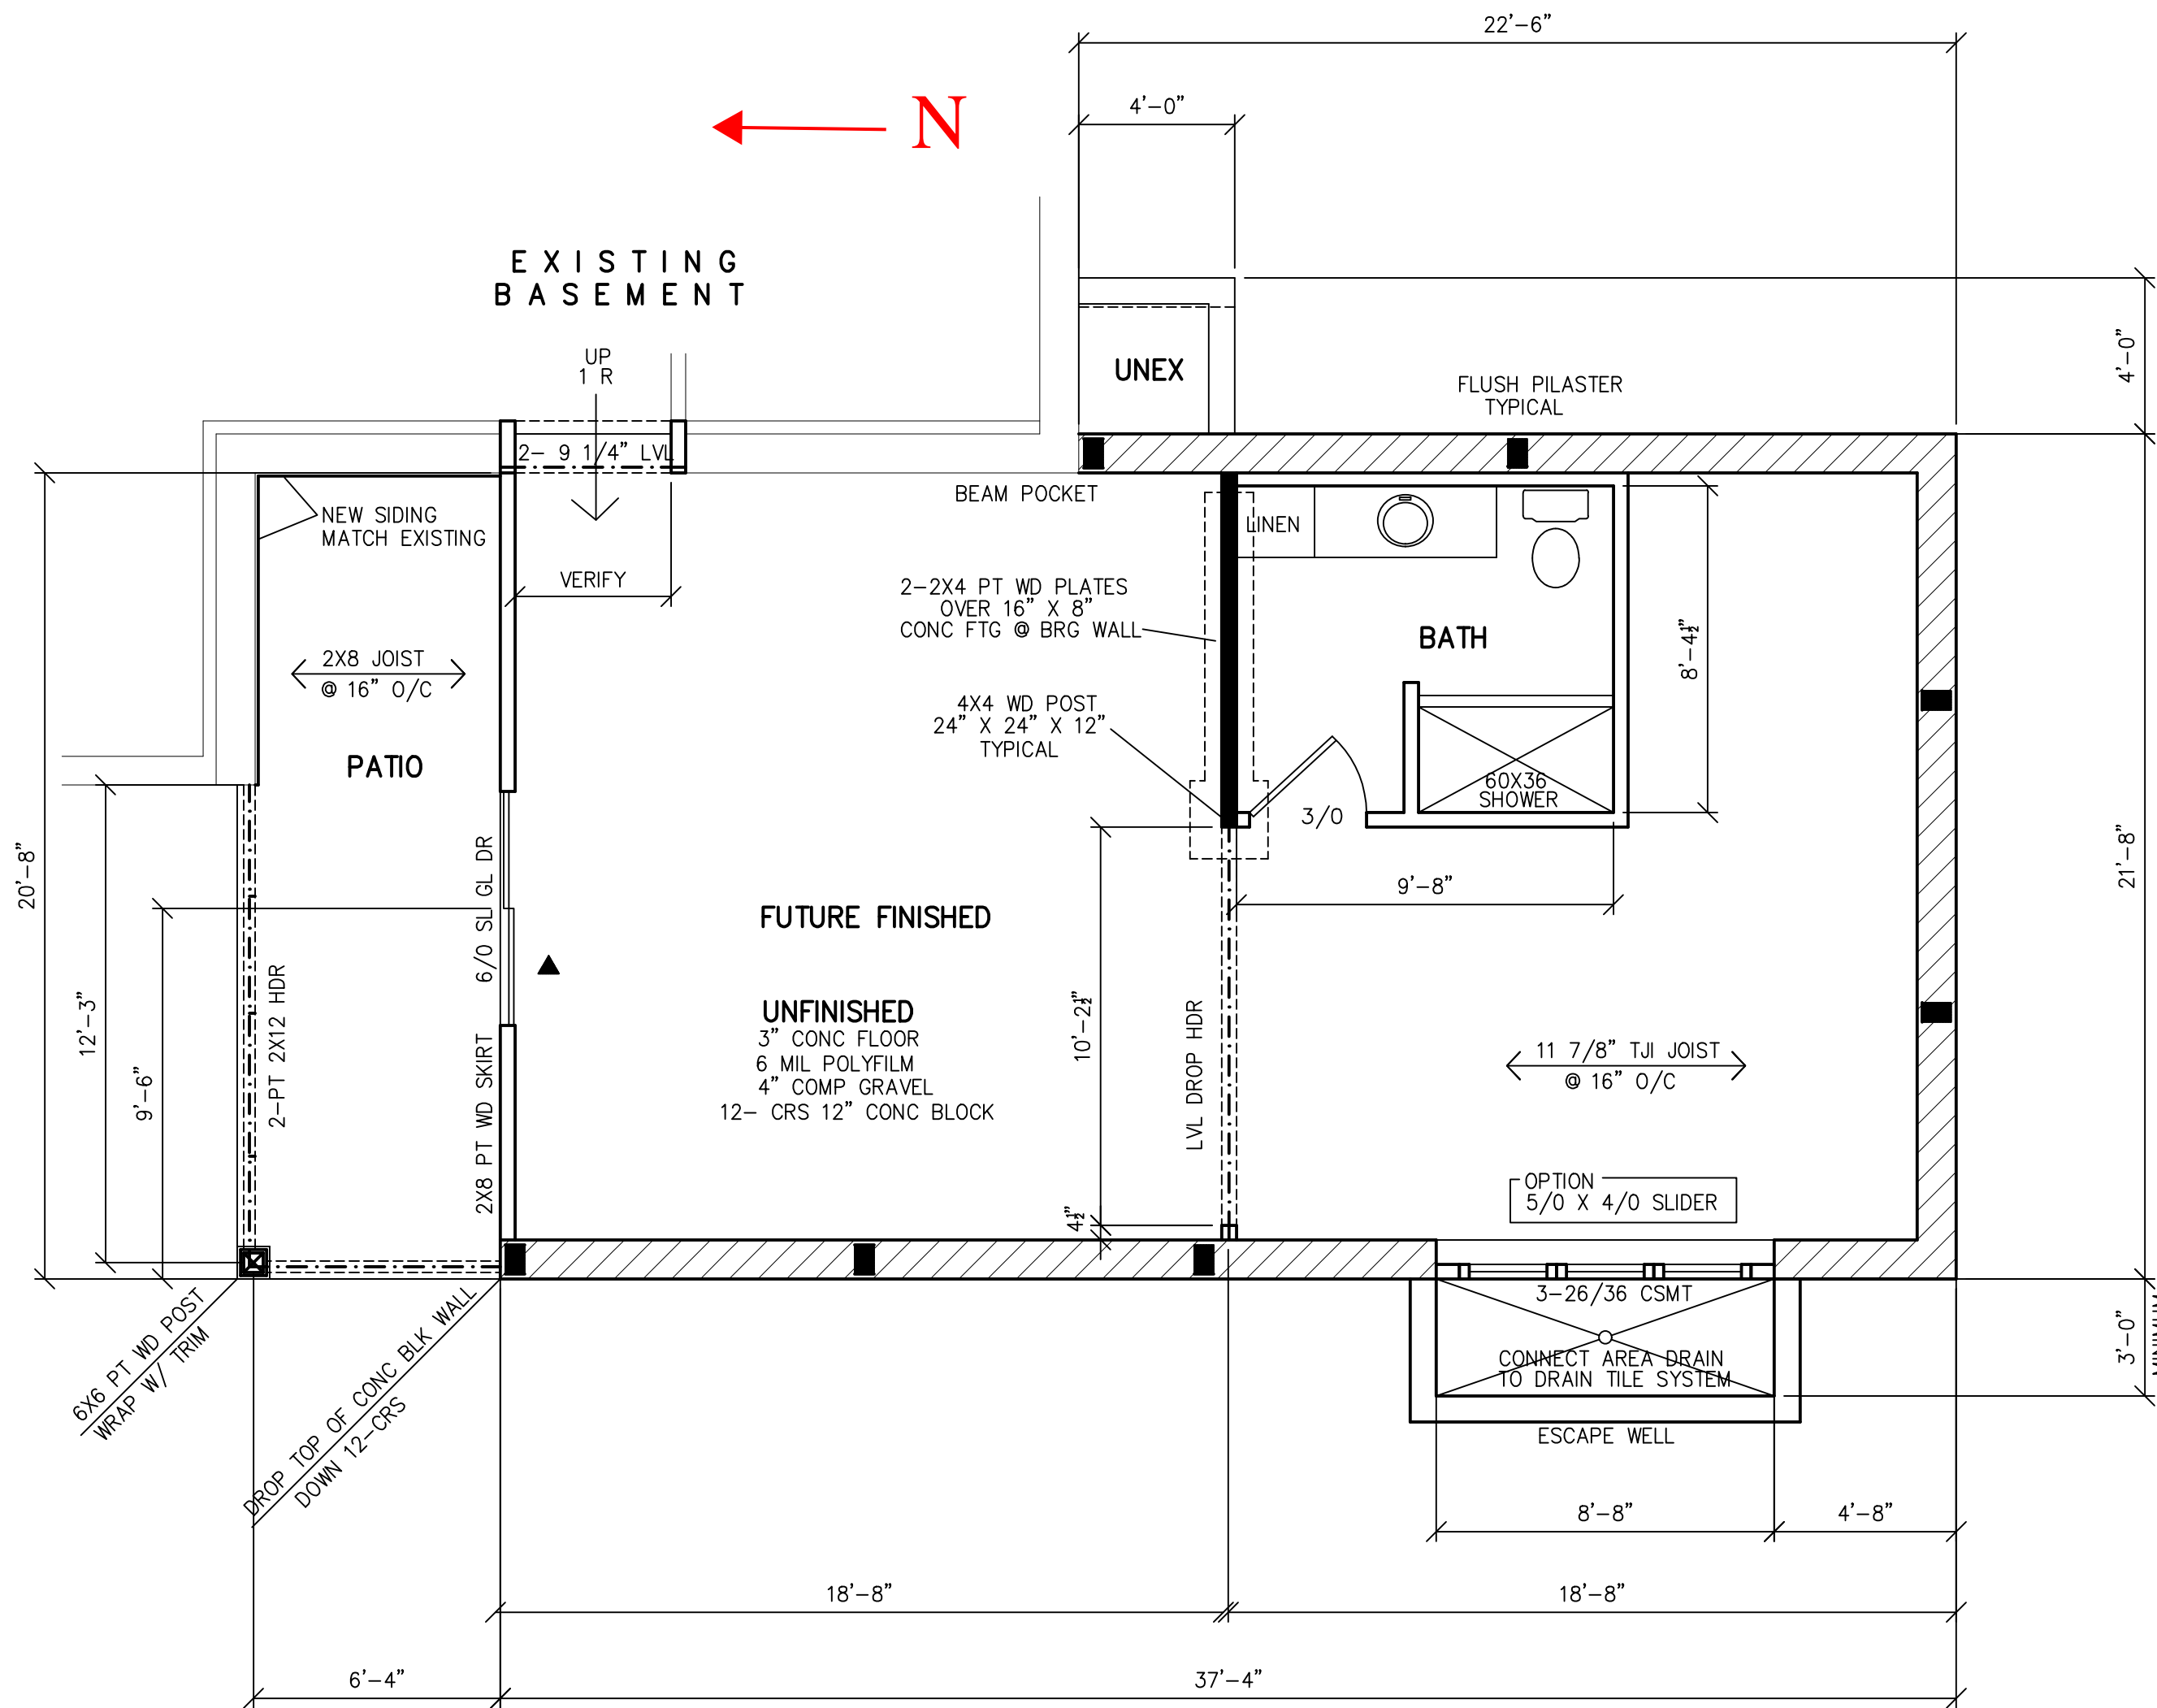 22'-6"
4'-0"
N
EXISTING
BASEMENT
UP
1 R
UNEX
FLUSH PILASTER
TYPICAL
4'-0"
2- 9 1/4" LVL
BEAM POCKET
NEW SIDING
MATCH EXISTING
LINEN
VERIFY
2-2X4 PT WD PLATES
OVER 16" X 8"
CONC FTG @ BRG WALL
BATH
8'-4½"
2X8 JOIST
@ 16" O/C
4X4 WD POST
24" X 24" X 12"
TYPICAL
PATIO
60X36
SHOWER
3/0
20'-8"
6/0 SL GL DR
21'-8"
9'-8"
FUTURE FINISHED
12'-3"
2-PT 2X12 HDR
UNFINISHED
3" CONC FLOOR
6 MIL POLYFILM
4" COMP GRAVEL
12- CRS 12" CONC BLOCK
10'-2½"
LVL DROP HDR
11 7/8" TJI JOIST
@ 16" O/C
9'-6"
2X8 PT WD SKIRT
OPTION
5/0 X 4/0 SLIDER
4½"
3-26/36 CSMT
CONNECT AREA DRAIN
TO DRAIN TILE SYSTEM
3'-0"
MINIMUM
6X6 PT WD POST
WRAP W/ TRIM
DROP TOP OF CONC BLK WALL
DOWN 12-CRS
ESCAPE WELL
8'-8"
4'-8"
18'-8"
18'-8"
6'-4"
37'-4"